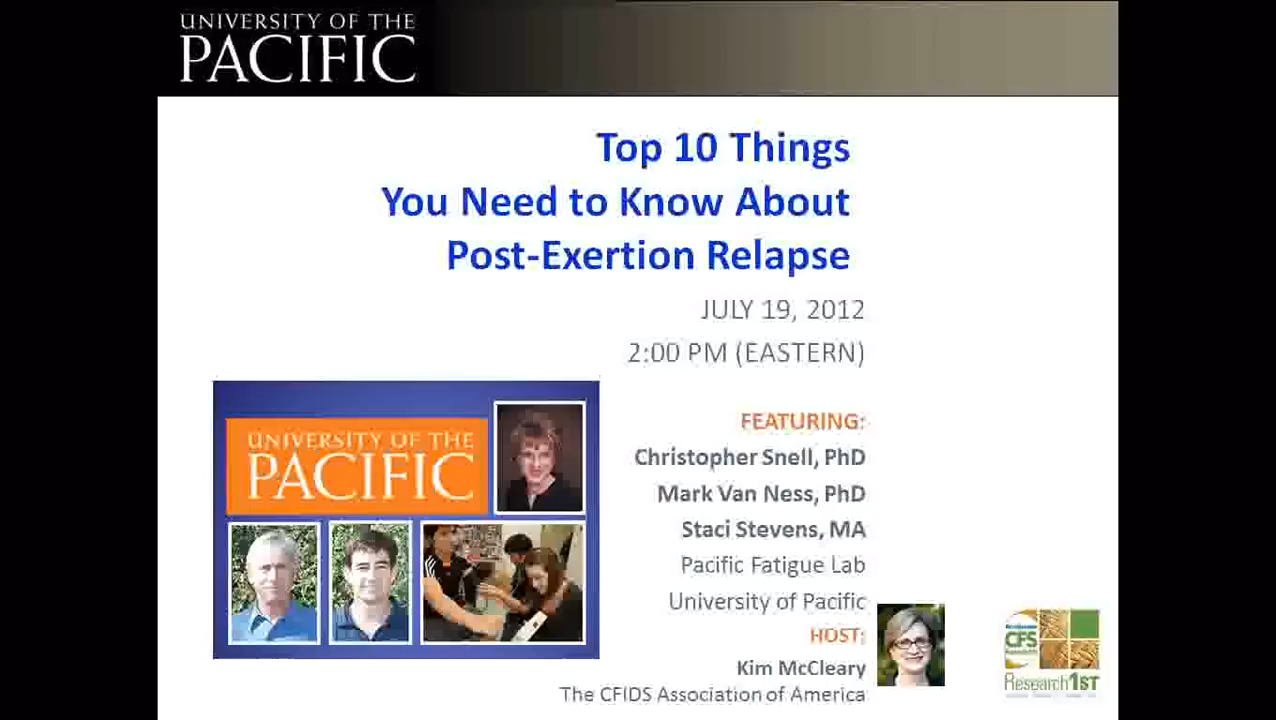 UNIVERSITY OF THE
PACIFIC
Top 10 Things
You Need to Know About
Post-Exertion Relapse
JULY 19, 2012
2:00 PM (EASTERN)
UNIVERSITY OF THE
PACIFIC
FEATURING:
Christopher Snell, PhD
Mark Van Ness, PhD
Staci Stevens, MA
Pacific Fatigue Lab
University of Pacific
HOST:
Kim McCleary
The CFIDS Association of America
CFS
Research1ST